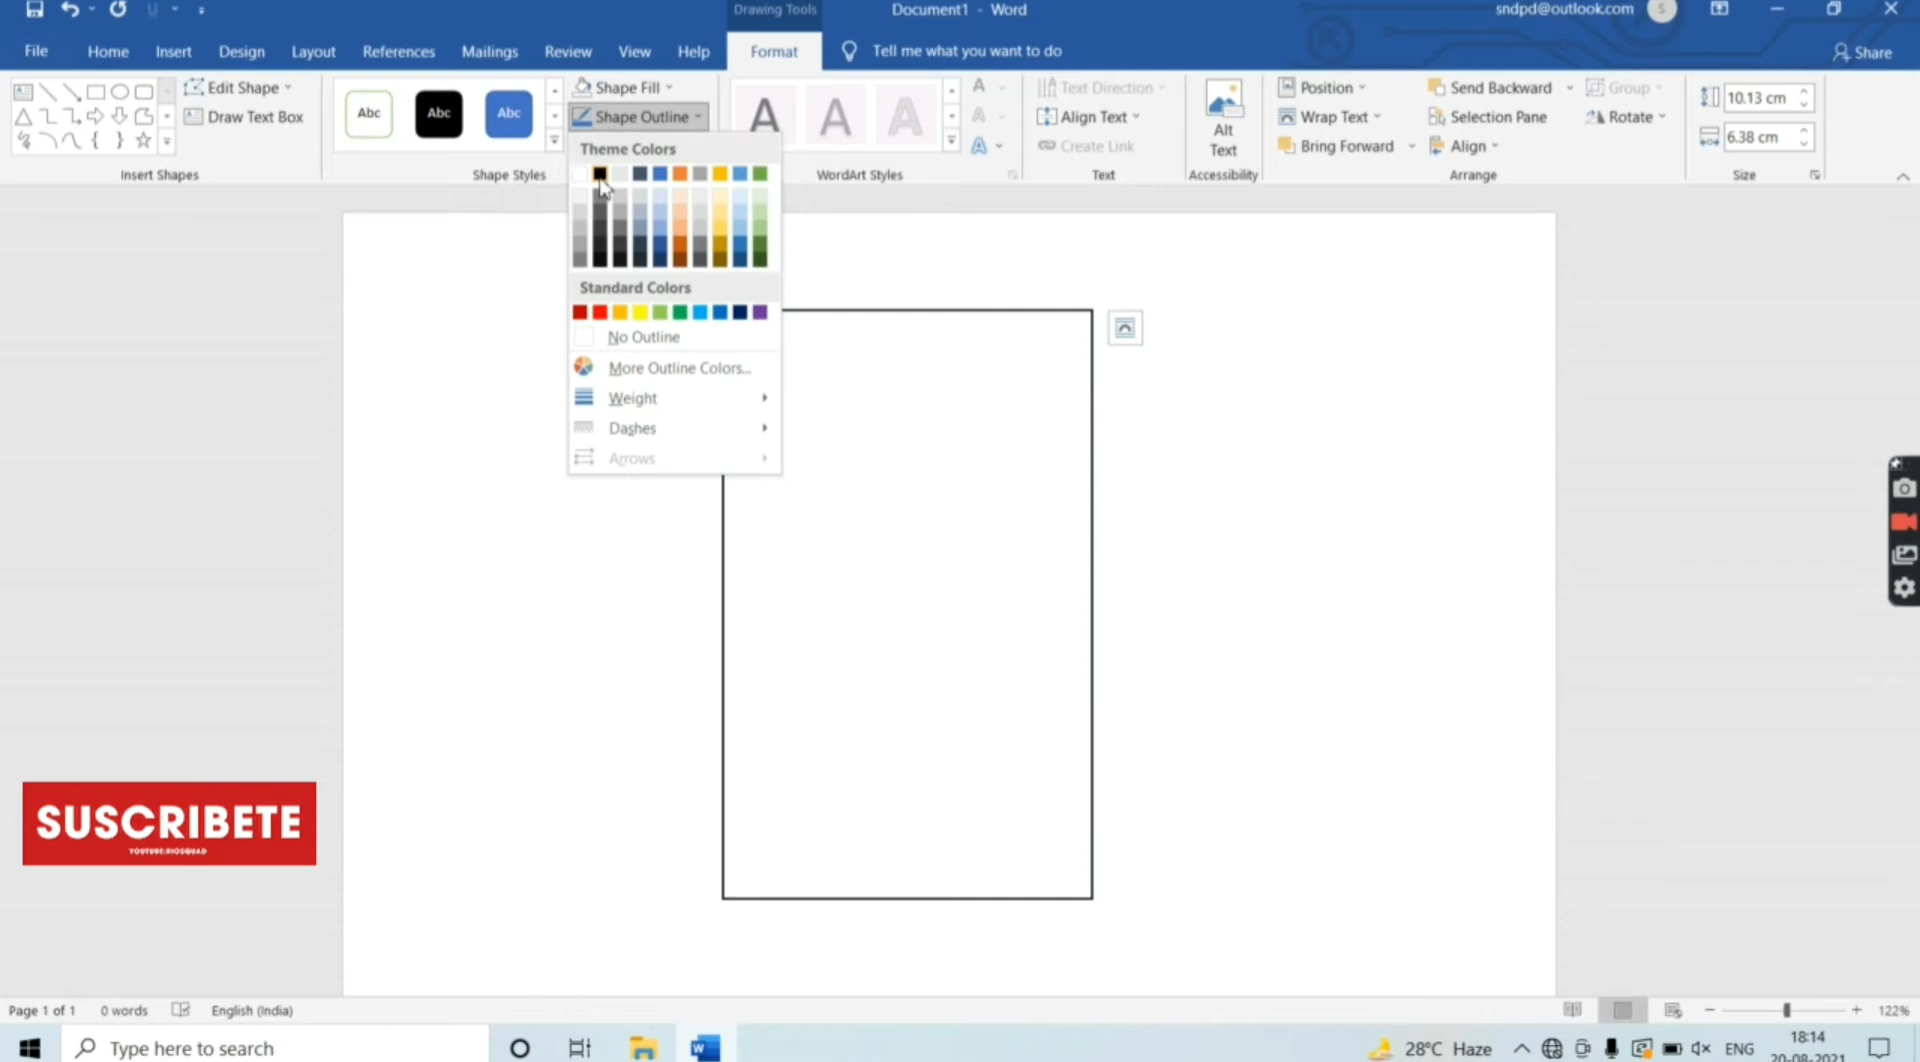 Drawing Tools
Document1 - Word
sndpd@outlook.com
S
File Home Insert Design Layout References Mailings Review View Help Format Tell me what you want to do Share
Edit Shape
Draw Text Box
Insert Shapes
Abc Abc Abc
Shape Fill
Shape Outline
Shape Styles
A A A
WordArt Styles
Text Direction
Align Text
Create Link
Text
Alt
Text
Accessibility
Position
Wrap Text
Bring Forward
Send Backward
Selection Pane
Align
Group
Rotate
Arrange
10.13 cm
6.38 cm
Size
Theme Colors
Standard Colors
No Outline
More Outline Colors...
Weight
Dashes
Arrows
SUSCRIBETE
YOUTUBE:RIOSQUAD
Page 1 of 1 0 words English (India) 122%
Type here to search
28°C Haze
ENG
18:14
20-08-2021